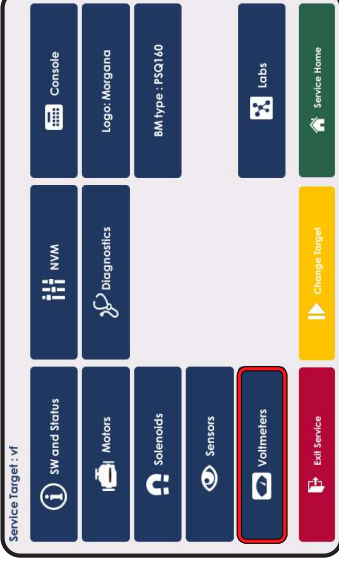 Service Target : vf
SW and Status
NVM
Console
Motors
Diagnostics
Logo: Morgana
Solenoids
BM type : PSQ160
Sensors
Voltmeters
Labs
Exit Service
Change Target
Service Home